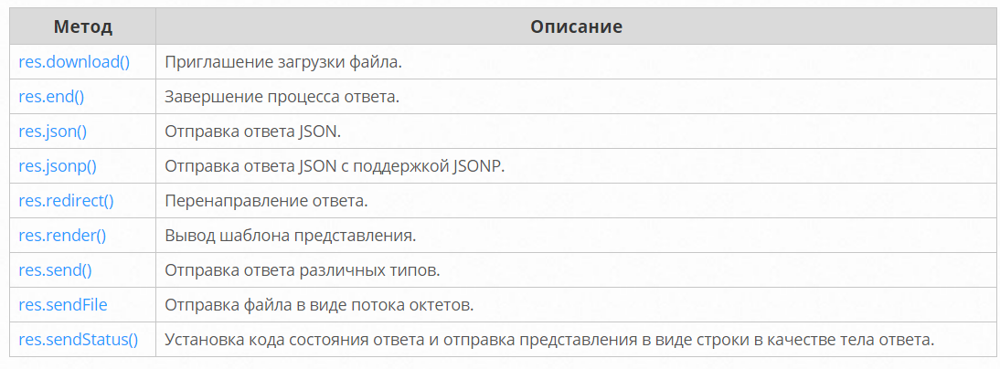 Метод Описание
res.download() Приглашение загрузки файла.
res.end() Завершение процесса ответа.
res.json() Отправка ответа JSON.
res.jsonp() Отправка ответа JSON с поддержкой JSONP.
res.redirect() Перенаправление ответа.
res.render() Вывод шаблона представления.
res.send() Отправка ответа различных типов.
res.sendFile Отправка файла в виде потока октетов.
res.sendStatus() Установка кода состояния ответа и отправка представления в виде строки в качестве тела ответа.